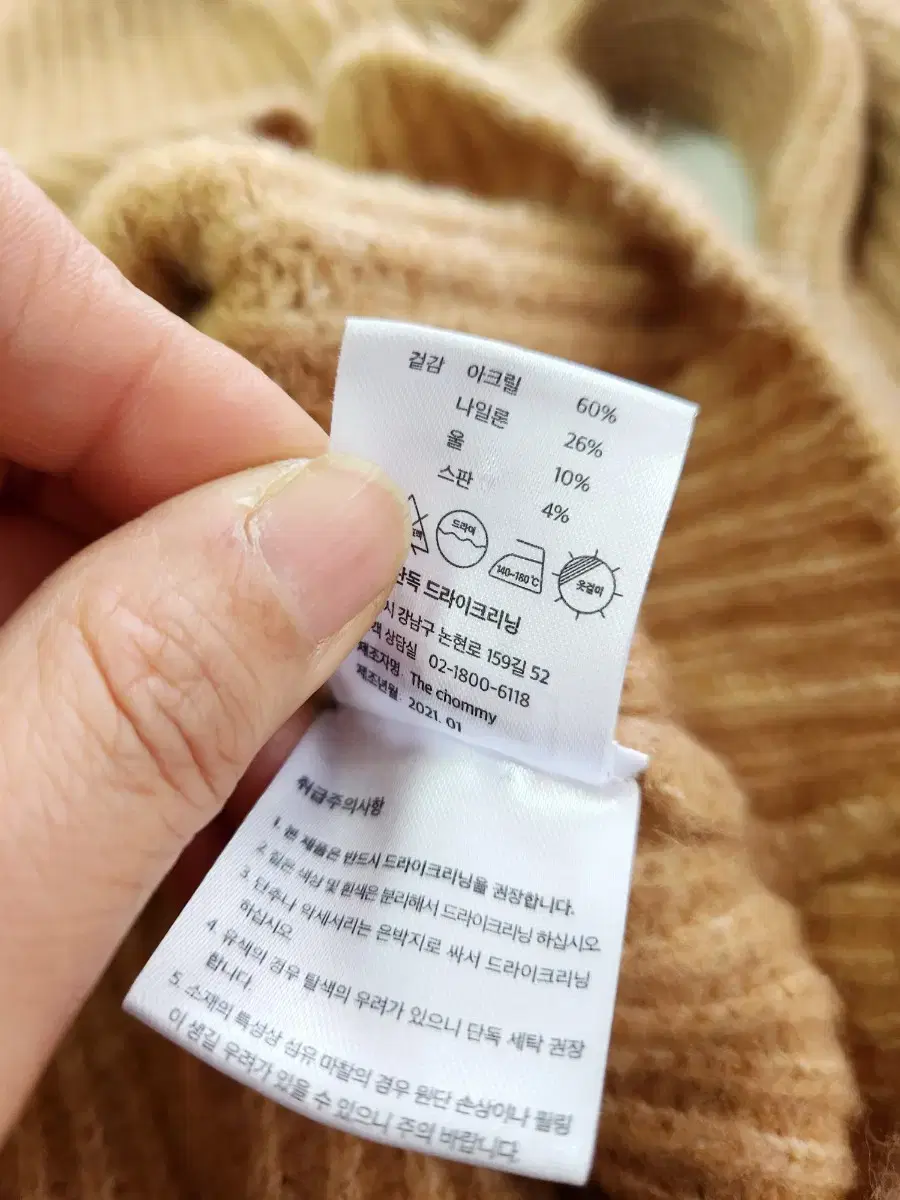 겉감 아크릴 60%
나일론 26%
울 10%
스판 4%
드라이
140~160℃
옷걸이
단독 드라이크리닝
시 강남구 논현로 159길 52
객 상담실 02-1800-6118
제조자명 The chommy
제조년월 2021. 01
취급주의사항
1. 본 제품은 반드시 드라이크리닝을 권장합니다.
2. 짙은 색상 및 흰색은 분리해서 드라이크리닝 하십시오
3. 단추나 악세서리는 은박지로 싸서 드라이크리닝
하십시오
4. 유색의 경우 탈색의 우려가 있으니 단독 세탁 권장
합니다
5. 소재의 특성상 섬유 마찰의 경우 원단 손상이나 필링
이 생길 우려가 있을 수 있으니 주의 바랍니다.